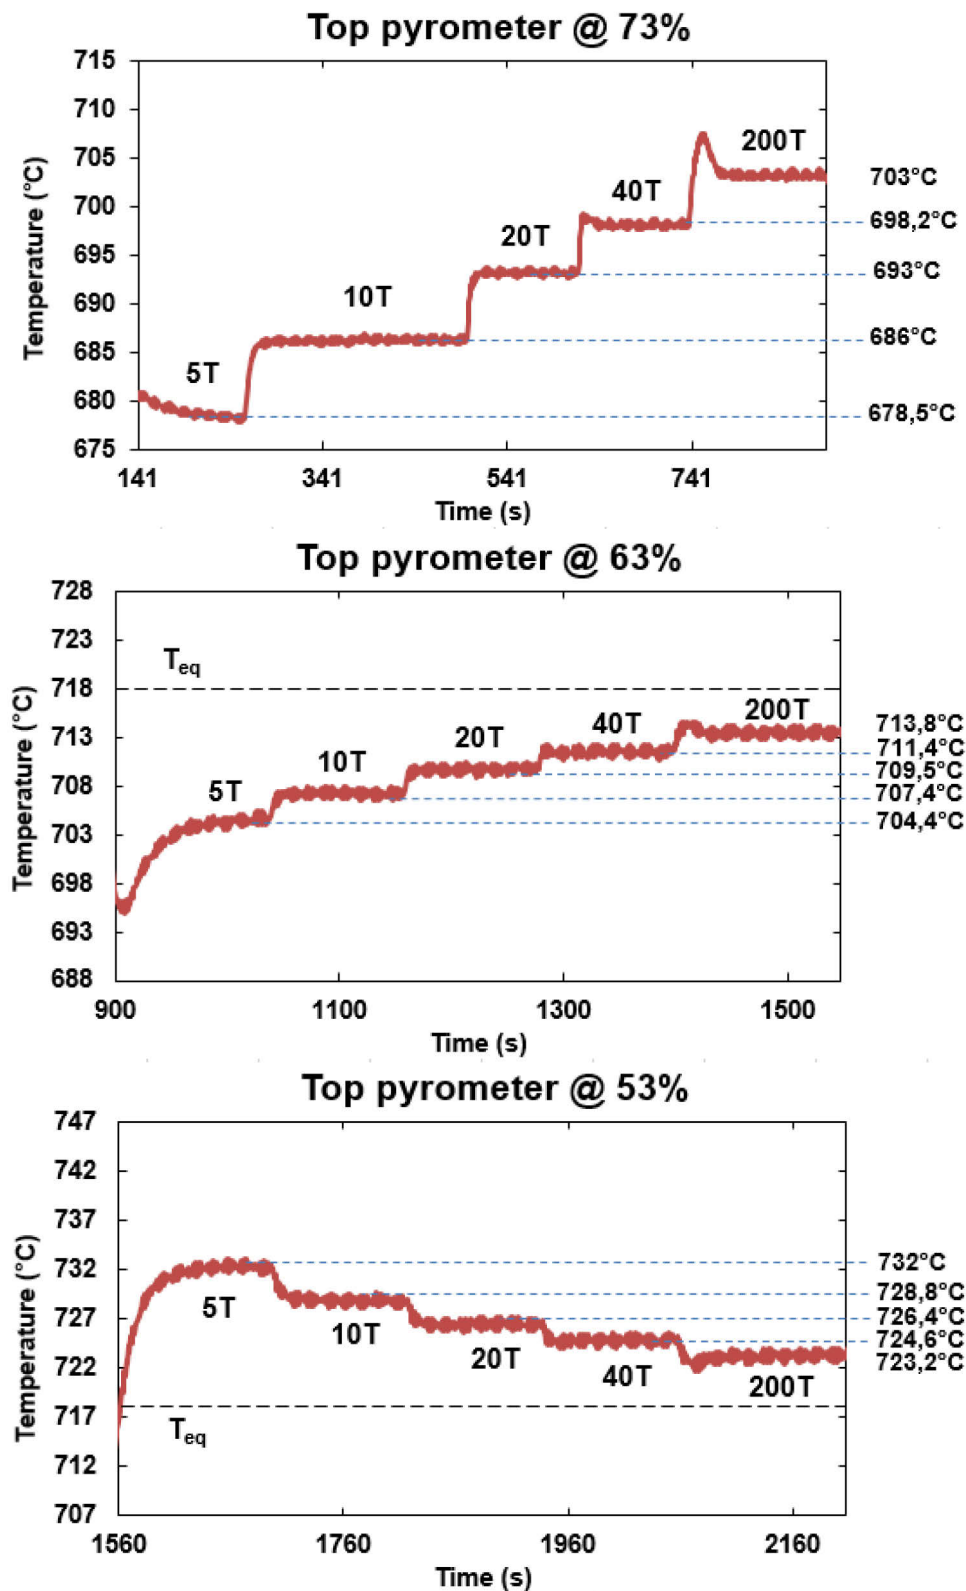 Top pyrometer @ 73%
Temperature (°C)
715
710
705
700
695
690
685
680
675
5T
10T
20T
40T
200T
703°C
698,2°C
693°C
686°C
678,5°C
141
341
541
741
Time (s)
Top pyrometer @ 63%
Temperature (°C)
728
723
718
713
708
703
698
693
688
Teq
5T
10T
20T
40T
200T
713,8°C
711,4°C
709,5°C
707,4°C
704,4°C
900
1100
1300
1500
Time (s)
Top pyrometer @ 53%
Temperature (°C)
747
742
737
732
727
722
717
712
707
5T
10T
20T
40T
200T
Teq
732°C
728,8°C
726,4°C
724,6°C
723,2°C
1560
1760
1960
2160
Time (s)